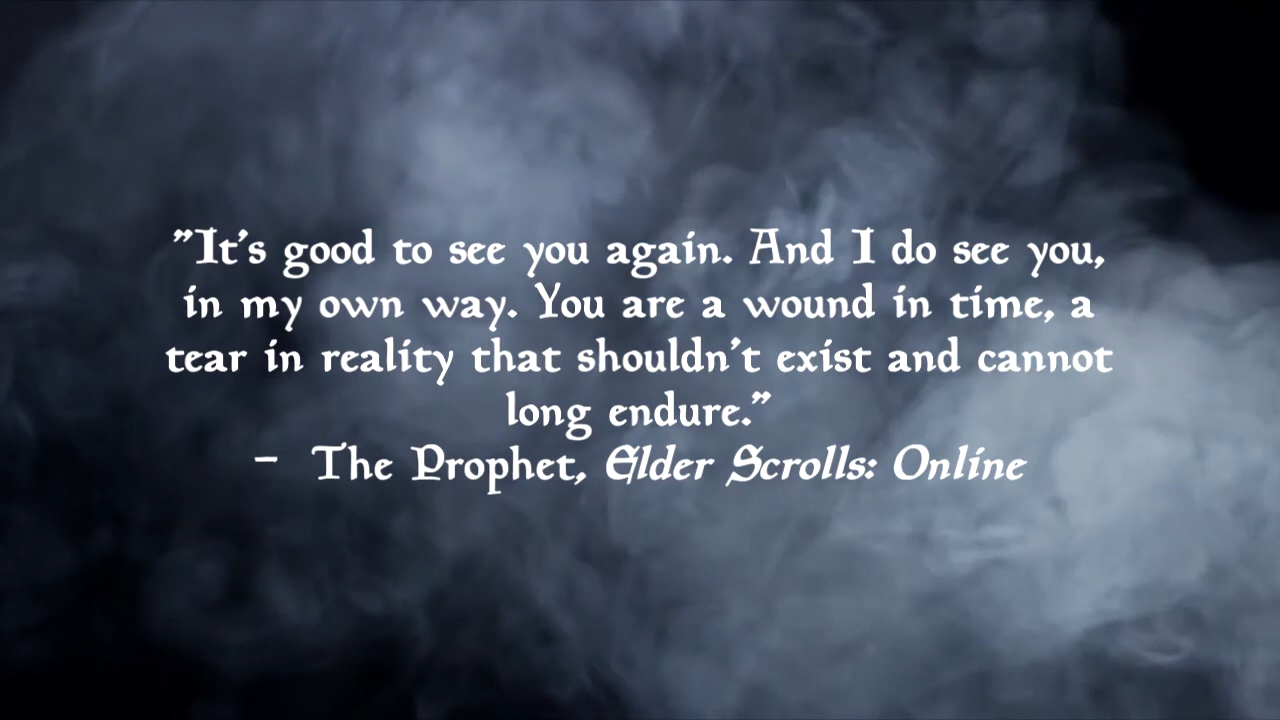 "It's good to see you again. And I do see you,
in my own way. You are a wound in time, a
tear in reality that shouldn't exist and cannot
long endure."
- The Prophet, Elder Scrolls: Online